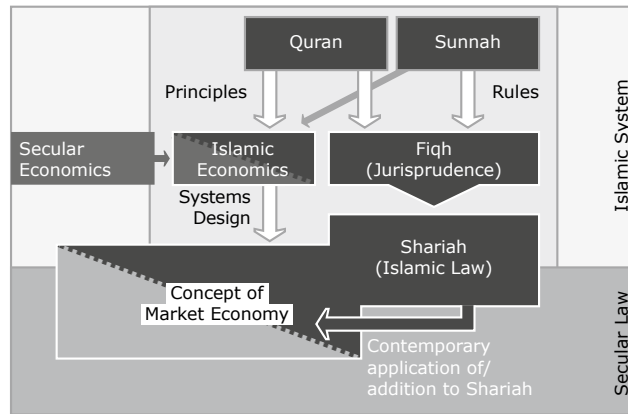 Quran
Sunnah
Principles
Rules
Secular
Economics
Islamic
Economics
Fiqh
(Jurisprudence)
Systems
Design
Shariah
(Islamic Law)
Concept of
Market Economy
Contemporary
application of/
addition to Shariah
Islamic System
Secular Law